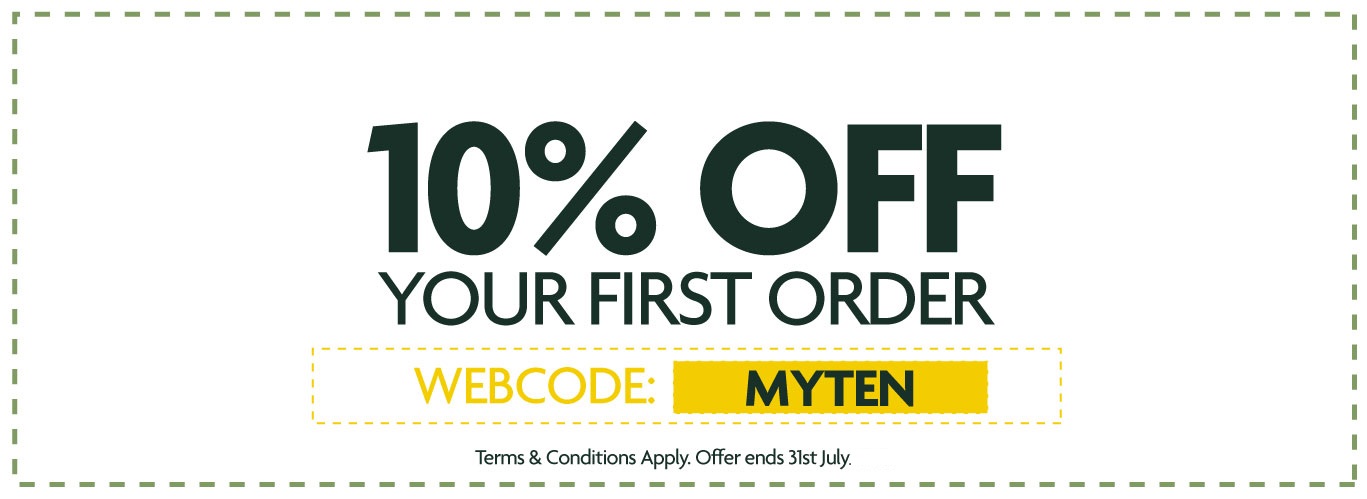 10% OFF
YOUR FIRST ORDER
WEBCODE: MYTEN
Terms & Conditions Apply. Offer ends 31st July.